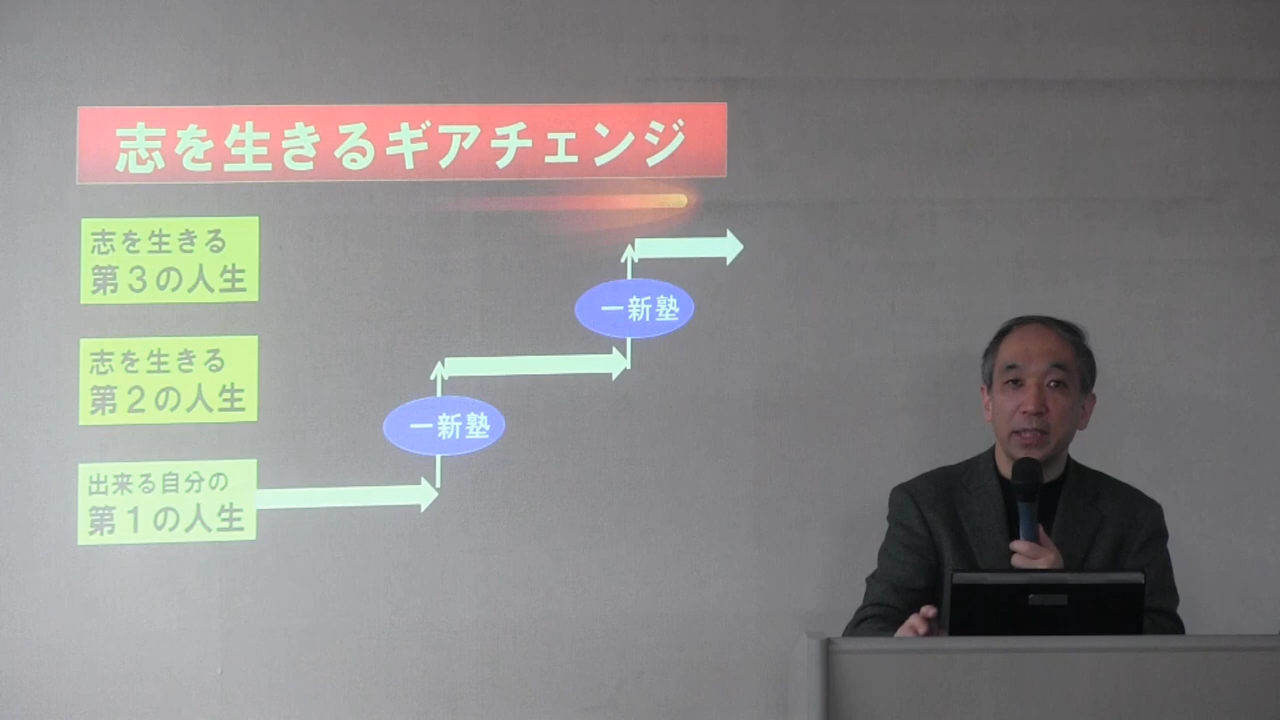 志を生きるギアチェンジ
志を生きる
第３の人生
一新塾
志を生きる
第２の人生
一新塾
出来る自分の
第１の人生